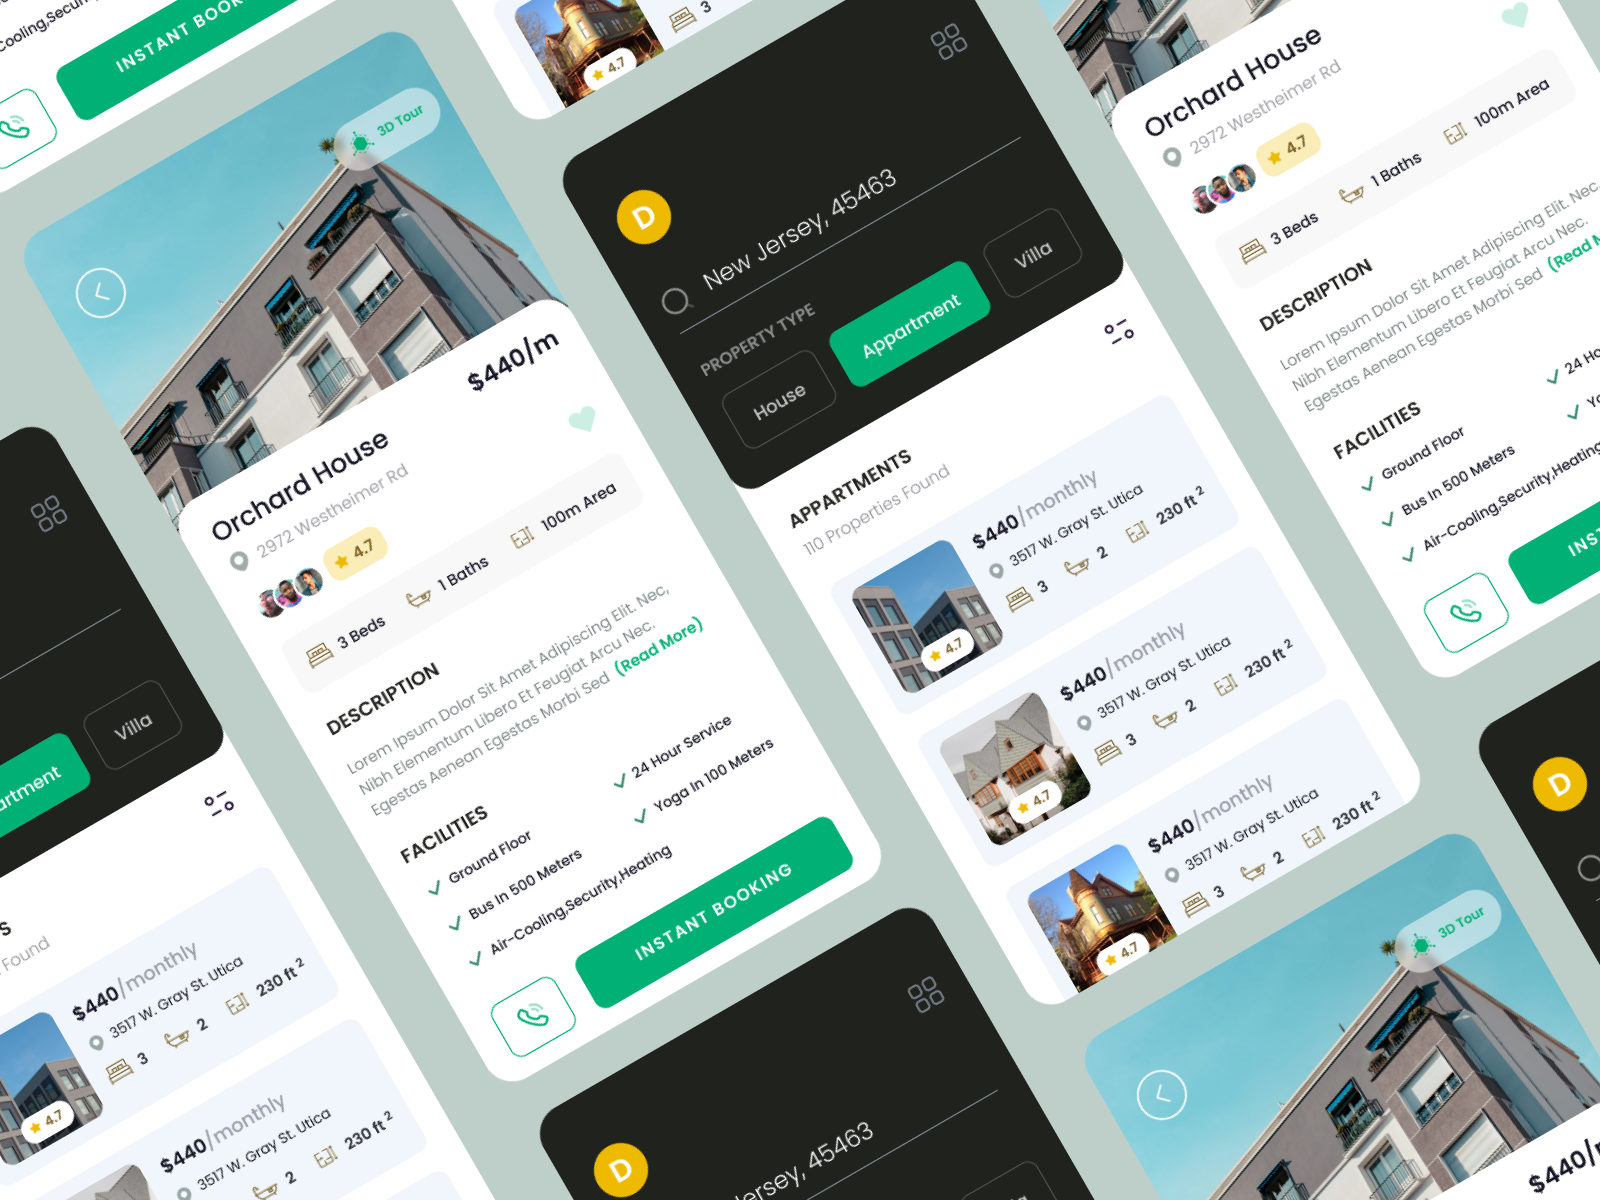 Cooling,Secur
INSTANT BOOK
3
4.7
3D Tour
$440/m
Orchard House
2972 Westheimer Rd
4.7
3 Beds
1 Baths
100m Area
DESCRIPTION
Lorem Ipsum Dolor Sit Amet Adipiscing Elit. Nec,
Nibh Elementum Libero Et Feugiat Arcu Nec.
Egestas Aenean Egestas Morbi Sed (Read More)
FACILITIES
Ground Floor
24 Hour Service
Bus In 500 Meters
Yoga In 100 Meters
Air-Cooling,Security,Heating
INSTANT BOOKING
D
New Jersey, 45463
PROPERTY TYPE
House
Appartment
Villa
APPARTMENTS
110 Properties Found
$440/monthly
3517 W. Gray St. Utica
3
2
230 ft 2
4.7
$440/monthly
3517 W. Gray St. Utica
3
2
230 ft 2
4.7
$440/monthly
3517 W. Gray St. Utica
3
2
230 ft 2
4.7
Orchard House
2972 Westheimer Rd
4.7
3 Beds
1 Baths
100m Area
DESCRIPTION
Lorem Ipsum Dolor Sit Amet Adipiscing Elit. Nec,
Nibh Elementum Libero Et Feugiat Arcu Nec.
Egestas Aenean Egestas Morbi Sed (Read M
FACILITIES
Ground Floor
24 Ho
Bus In 500 Meters
Yo
Air-Cooling,Security,Heating
INS
Villa
artment
S
Found
$440/monthly
3517 W. Gray St. Utica
3
2
230 ft 2
4.7
$440/monthly
3517 W. Gray St. Utica
2
230 ft 2
D
Jersey, 45463
D
3D Tour
$440/